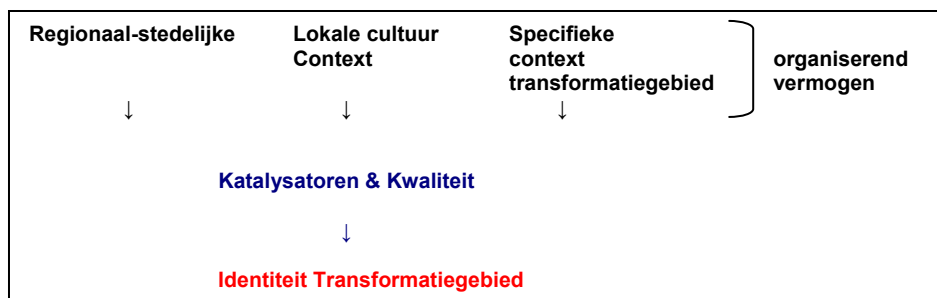 Regionaal-stedelijke
Lokale cultuur
Context
Specifieke
context
transformatiegebied
organiserend
vermogen
↓ ↓ ↓
Katalysatoren & Kwaliteit
↓
Identiteit Transformatiegebied